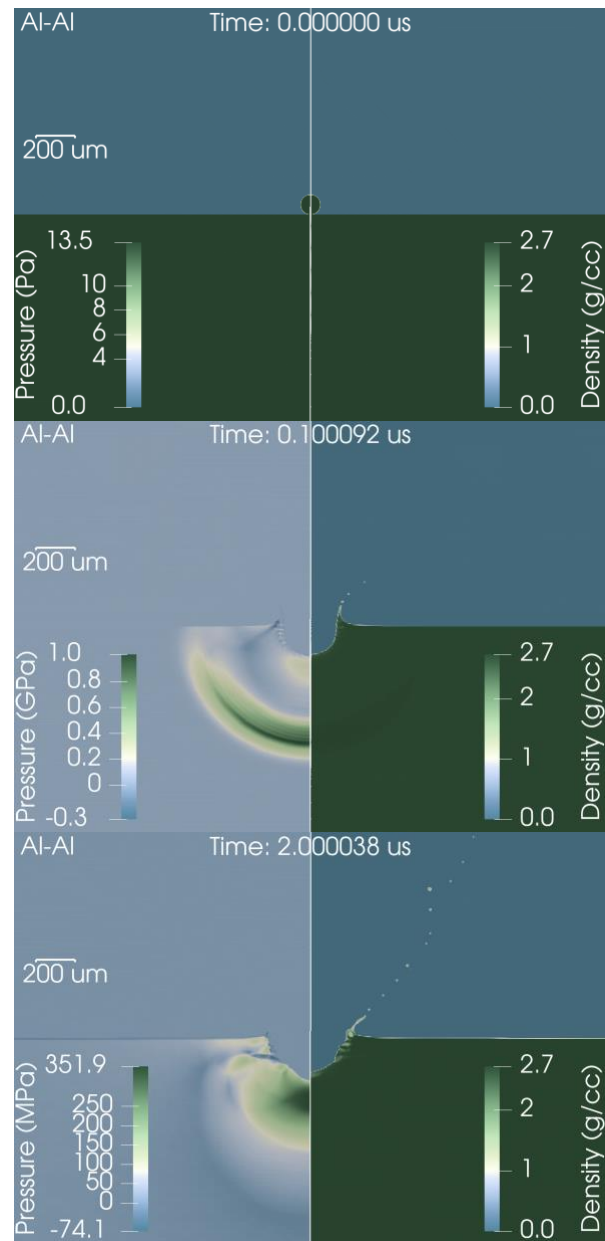 Al-Al Time: 0.000000 us
200 um
Pressure (Pa)
13.5
10
8
6
4
0.0
2.7
2
1
0.0
Density (g/cc)
Al-Al Time: 0.100092 us
200 um
Pressure (GPa)
1.0
0.8
0.6
0.4
0.2
0
-0.3
2.7
2
1
0.0
Density (g/cc)
Al-Al Time: 2.000038 us
200 um
Pressure (MPa)
351.9
250
200
150
100
50
0
-74.1
2.7
2
1
0.0
Density (g/cc)